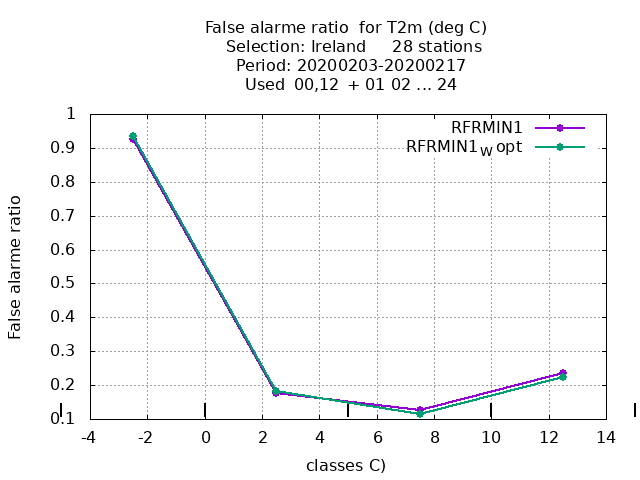 False alarme ratio  for T2m (deg C)
Selection: Ireland     28 stations
Period: 20200203-20200217
Used  00,12  + 01 02 ... 24
RFRMIN1
RFRMIN1W opt
False alarme ratio
1
0.9
0.8
0.7
0.6
0.5
0.4
0.3
0.2
0.1
-4 -2 0 2 4 6 8 10 12 14
classes C)